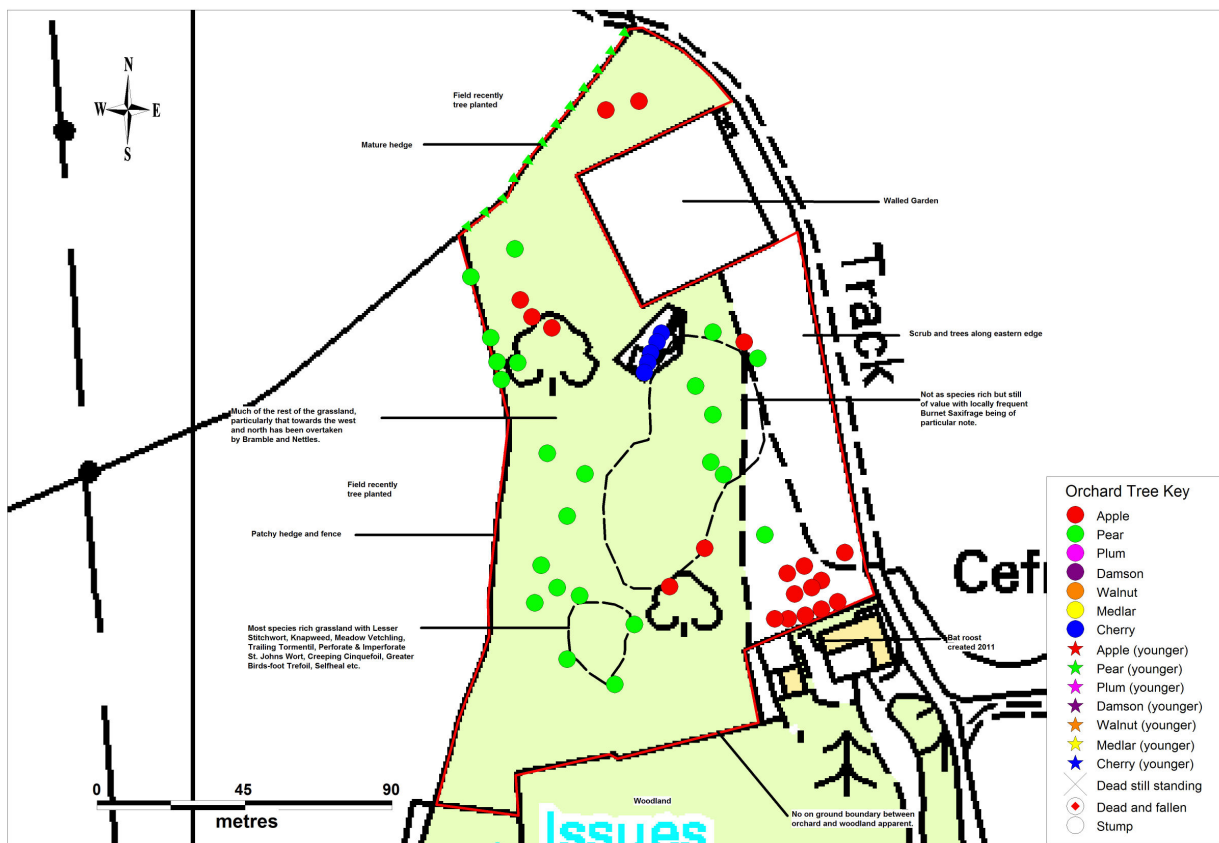 N
W E
S
Field recently
tree planted
Mature hedge
Walled Garden
Track
Scrub and trees along eastern edge
Much of the rest of the grassland,
particularly that towards the west
and north has been overtaken
by Bramble and Nettles.
Not as species rich but still
of value with locally frequent
Burnet Saxifrage being of
particular note.
Field recently
tree planted
Patchy hedge and fence
Most species rich grassland with Lesser
Stitchwort, Knapweed, Meadow Vetchling,
Trailing Tormentil, Perforate & Imperforate
St. Johns Wort, Creeping Cinquefoil, Greater
Birds-foot Trefoil, Selfheal etc.
Bat roost
created 2011
No on ground boundary between
orchard and woodland apparent.
Woodland
Issues
0 45 90
metres
Orchard Tree Key
Apple
Pear
Plum
Damson
Walnut
Medlar
Cherry
Apple (younger)
Pear (younger)
Plum (younger)
Damson (younger)
Walnut (younger)
Medlar (younger)
Cherry (younger)
Dead still standing
Dead and fallen
Stump